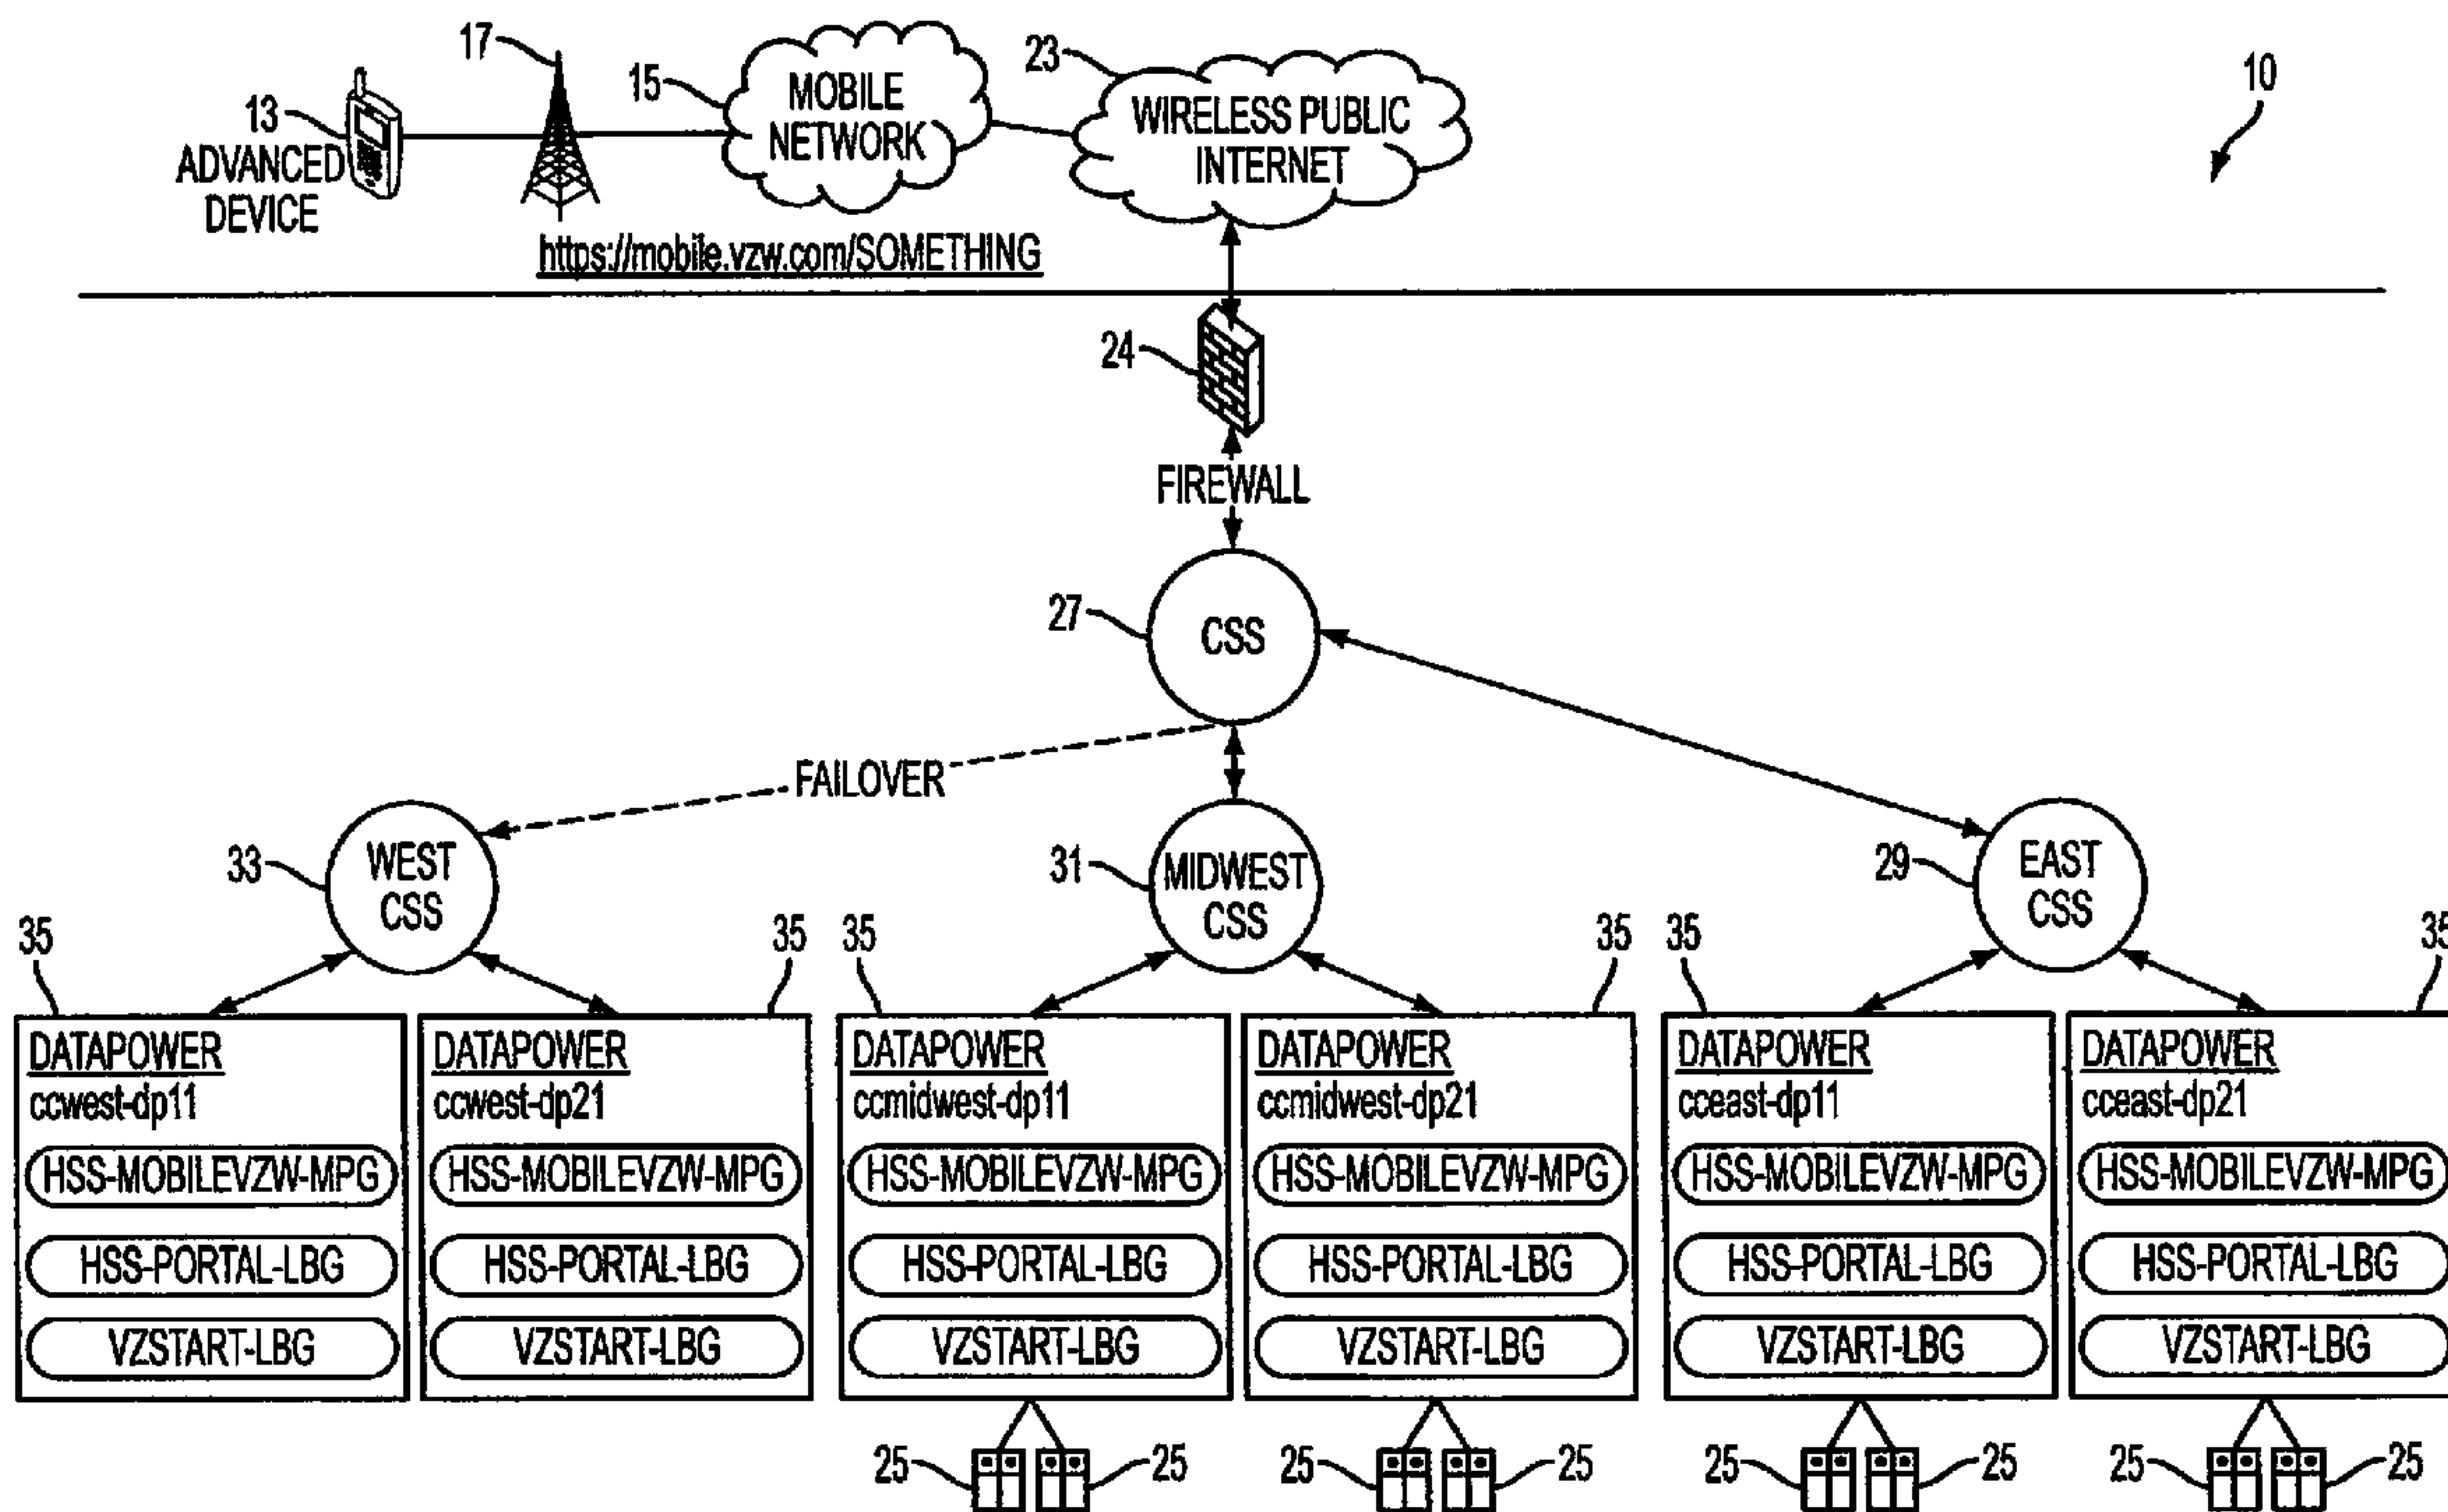 17
15
MOBILE
NETWORK
23
WIRELESS PUBLIC
INTERNET
10
13
ADVANCED
DEVICE
https://mobile.vzw.com/SOMETHING
24
FIREWALL
27
CSS
FAILOVER
33
WEST
CSS
31
MIDWEST
CSS
29
EAST
CSS
35
35
35
35
35
35
DATAPOWER
ccwest-dp11
HSS-MOBILEVZW-MPG
HSS-PORTAL-LBG
VZSTART-LBG
DATAPOWER
ccwest-dp21
HSS-MOBILEVZW-MPG
HSS-PORTAL-LBG
VZSTART-LBG
DATAPOWER
ccmidwest-dp11
HSS-MOBILEVZW-MPG
HSS-PORTAL-LBG
VZSTART-LBG
DATAPOWER
ccmidwest-dp21
HSS-MOBILEVZW-MPG
HSS-PORTAL-LBG
VZSTART-LBG
DATAPOWER
cceast-dp11
HSS-MOBILEVZW-MPG
HSS-PORTAL-LBG
VZSTART-LBG
DATAPOWER
cceast-dp21
HSS-MOBILEVZW-MPG
HSS-PORTAL-LBG
VZSTART-LBG
25
25
25
25
25
25
25
25